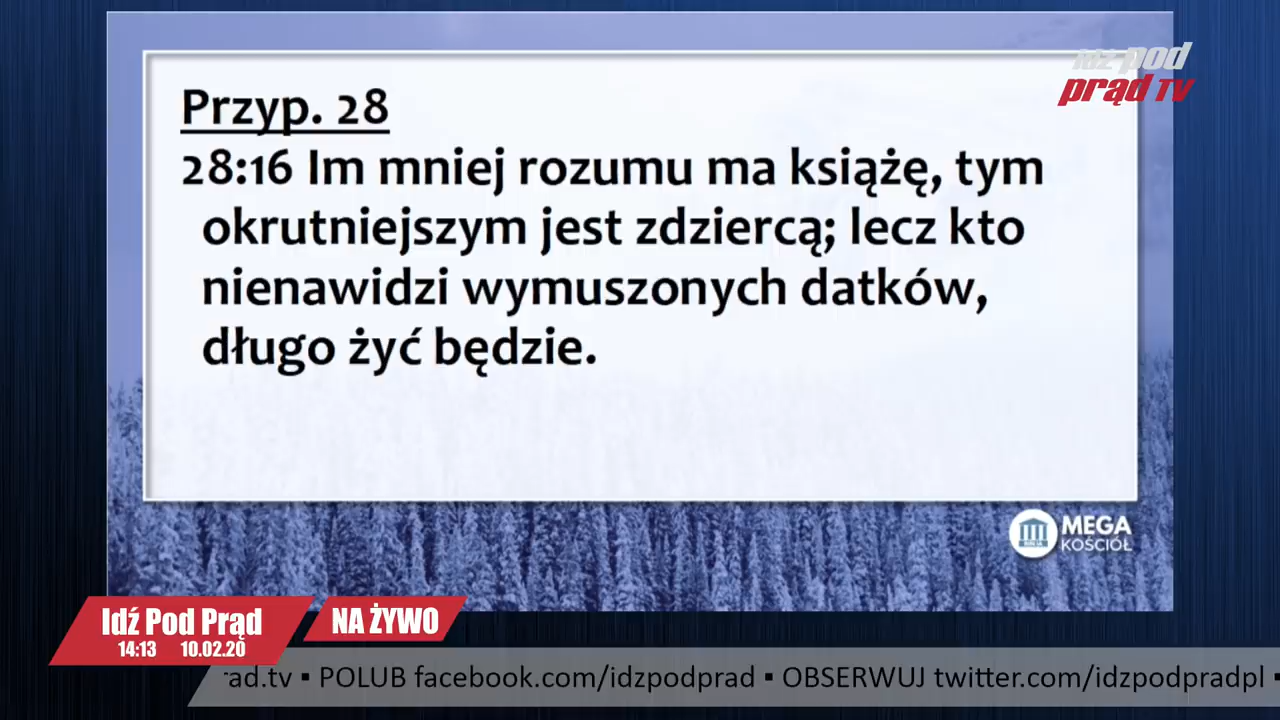 idź pod
prąd TV
Przyp. 28
28:16 Im mniej rozumu ma książę, tym
okrutniejszym jest zdziercą; lecz kto
nienawidzi wymuszonych datków,
długo żyć będzie.
MEGA
KOŚCIÓŁ
Idź Pod Prąd
14:13 10.02.20
NA ŻYWO
ad.tv ▪ POLUB facebook.com/idzpodprad ▪ OBSERWUJ twitter.com/idzpodpradpl ▪